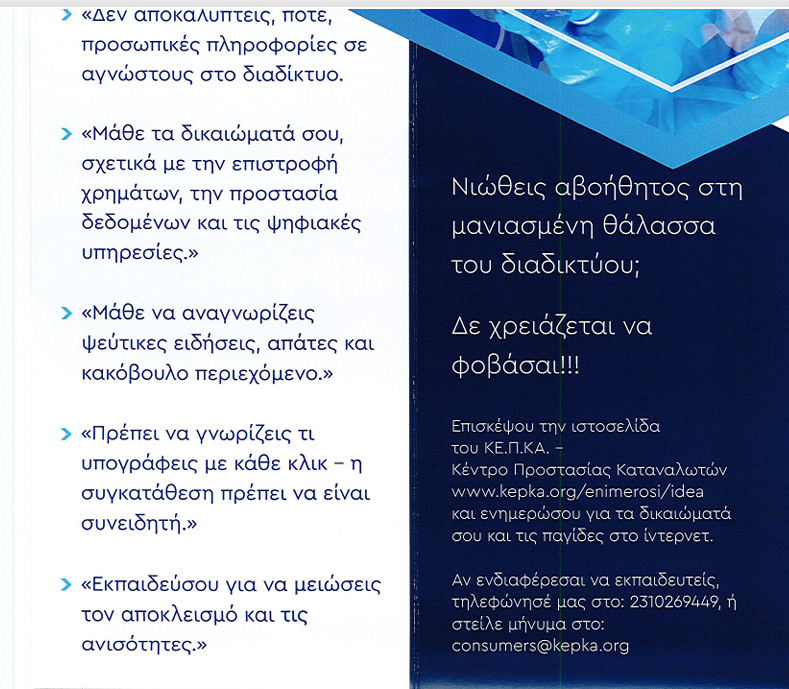 «Δεν αποκαλύπτεις, ποτέ,
προσωπικές πληροφορίες σε
αγνώστους στο διαδίκτυο.
«Μάθε τα δικαιώματά σου,
σχετικά με την επιστροφή
χρημάτων, την προστασία
δεδομένων και τις ψηφιακές
υπηρεσίες.»
«Μάθε να αναγνωρίζεις
ψεύτικες ειδήσεις, απάτες και
κακόβουλο περιεχόμενο.»
«Πρέπει να γνωρίζεις τι
υπογράφεις με κάθε κλικ – η
συγκατάθεση πρέπει να είναι
συνειδητή.»
«Εκπαιδεύσου για να μειώσεις
τον αποκλεισμό και τις
ανισότητες.»
Νιώθεις αβοήθητος στη
μανιασμένη θάλασσα
του διαδικτύου;
Δε χρειάζεται να
φοβάσαι!!!
Επισκέψου την ιστοσελίδα
του ΚΕ.Π.ΚΑ. –
Κέντρο Προστασίας Καταναλωτών
www.kepka.org/enimerosi/idea
και ενημερώσου για τα δικαιώματά
σου και τις παγίδες στο ίντερνετ.
Αν ενδιαφέρεσαι να εκπαιδευτείς,
τηλεφώνησέ μας στο: 2310269449, ή
στείλε μήνυμα στο:
consumers@kepka.org